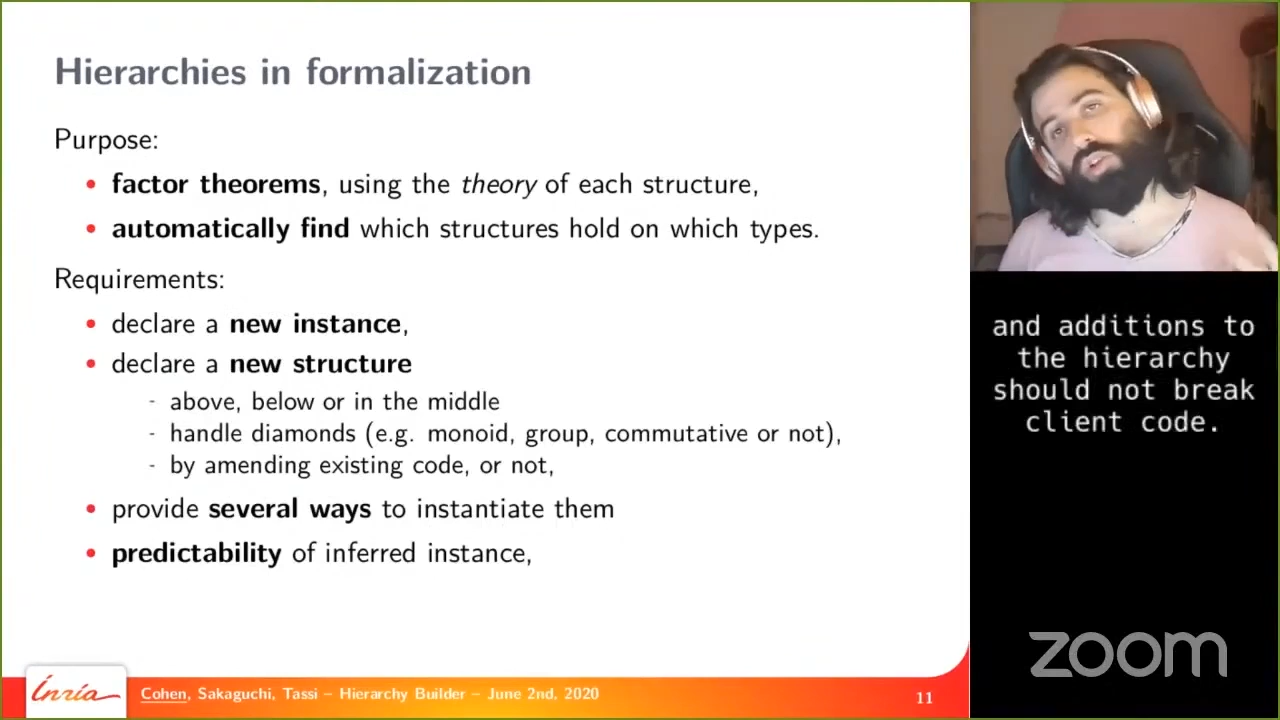 Hierarchies in formalization
Purpose:
• factor theorems, using the theory of each structure,
• automatically find which structures hold on which types.
Requirements:
• declare a new instance,
• declare a new structure
- above, below or in the middle
- handle diamonds (e.g. monoid, group, commutative or not),
- by amending existing code, or not,
• provide several ways to instantiate them
• predictability of inferred instance,
and additions to
the hierarchy
should not break
client code.
zoom
Inria
Cohen, Sakaguchi, Tassi – Hierarchy Builder – June 2nd, 2020
11